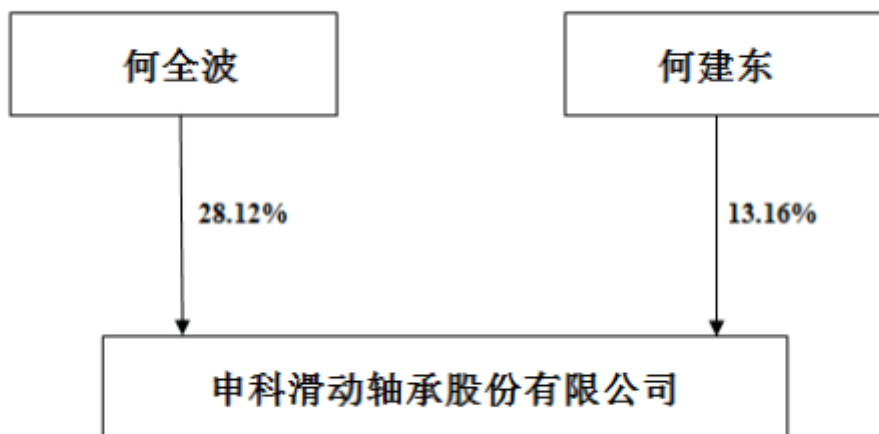 何全波
何建东
28.12%
13.16%
申科滑动轴承股份有限公司